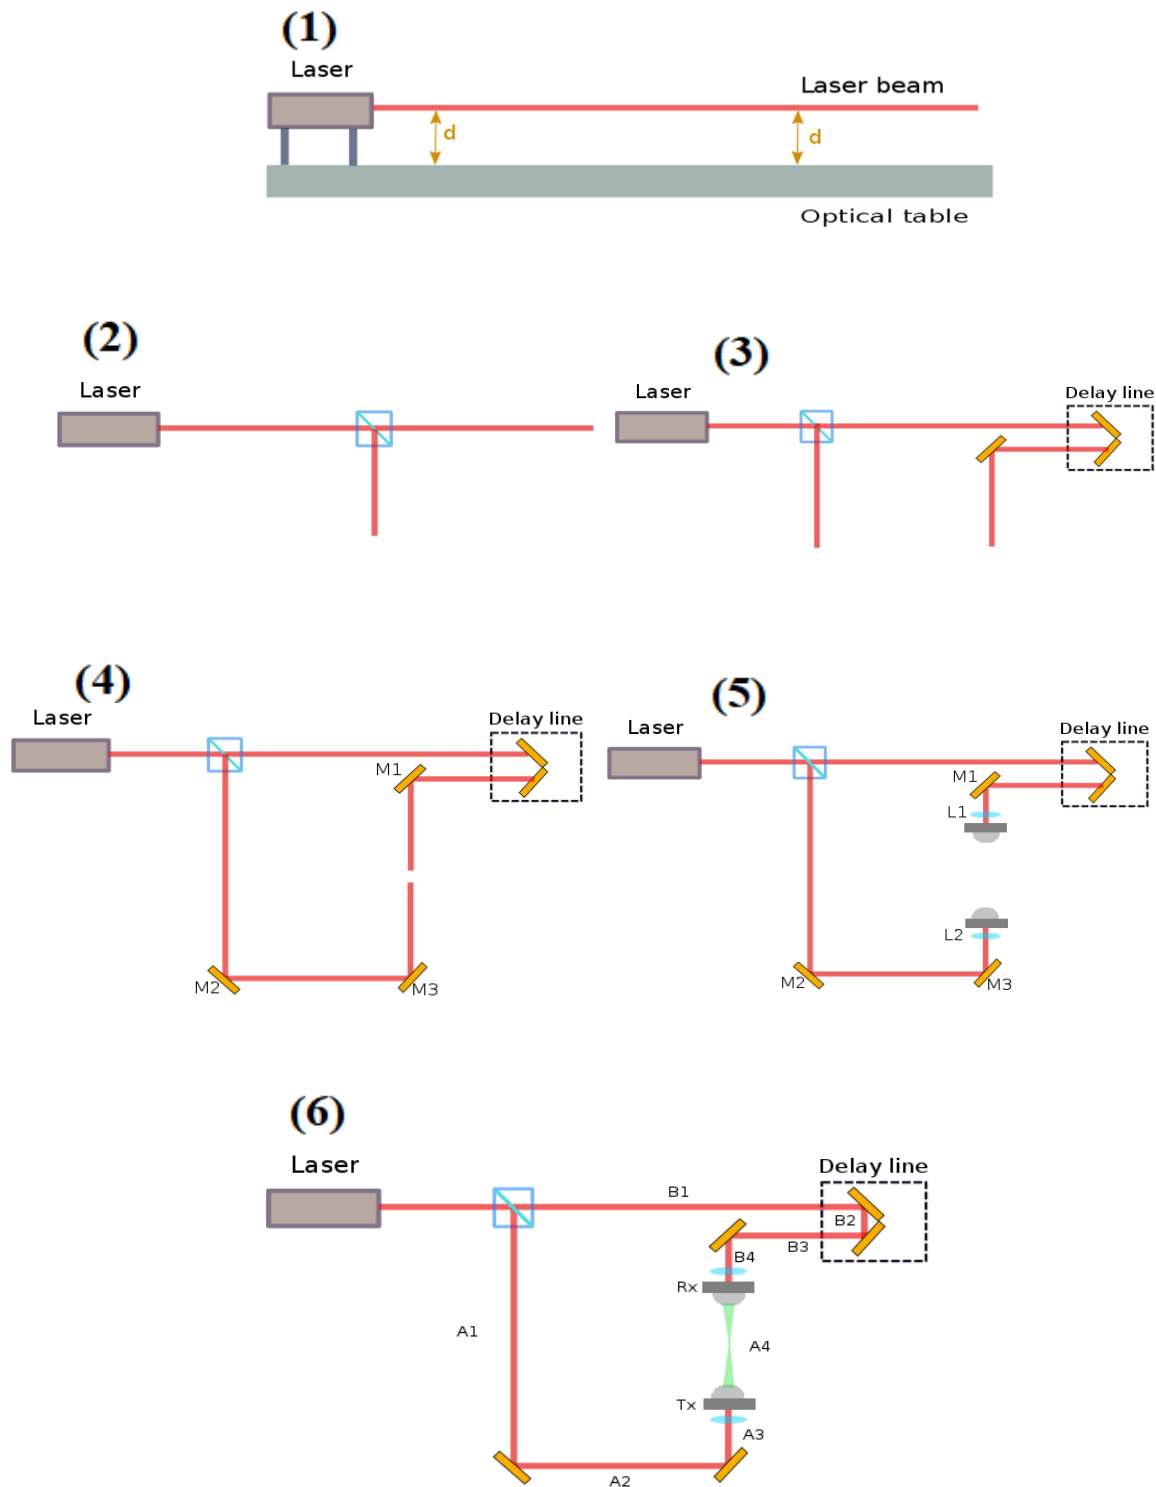 (1)
Laser
Laser beam
d
d
Optical table
(2)
Laser
(3)
Laser
Delay line
(4)
Laser
Delay line
M1
M2
M3
(5)
Laser
Delay line
M1
L1
L2
M2
M3
(6)
Laser
Delay line
B1
B2
B3
B4
Rx
A1
A4
Tx
A3
A2